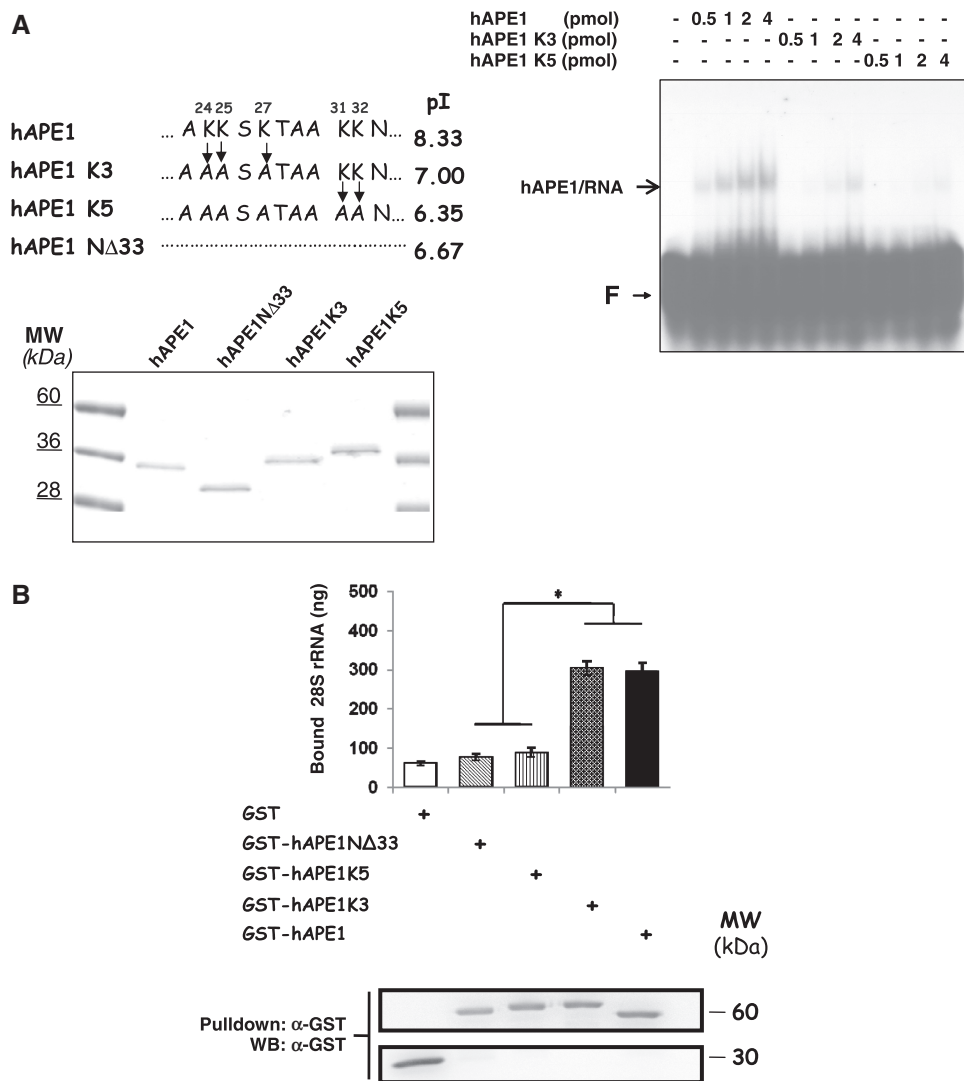 A
hAPE1 (pmol) - 0.5 1 2 4 - - - - - - - -
hAPE1 K3 (pmol) - - - - - 0.5 1 2 4 - - - -
hAPE1 K5 (pmol) - - - - - - - - - 0.5 1 2 4
24 25 27 31 32 pI
hAPE1 ... A K K S K T A A K K N... 8.33
hAPE1 K3 ... A A A S A T A A K K N... 7.00
hAPE1 K5 ... A A A S A T A A A A N... 6.35
hAPE1 NΔ33 ........................ 6.67
hAPE1/RNA
F
MW
(kDa)
hAPE1
hAPE1NΔ33
hAPE1K3
hAPE1K5
60
36
28
B
Bound 28S rRNA (ng)
500
400
300
200
100
0
*
GST +
GST-hAPE1NΔ33 +
GST-hAPE1K5 +
GST-hAPE1K3 +
GST-hAPE1 +
MW
(kDa)
Pulldown: α-GST
WB: α-GST
60
30